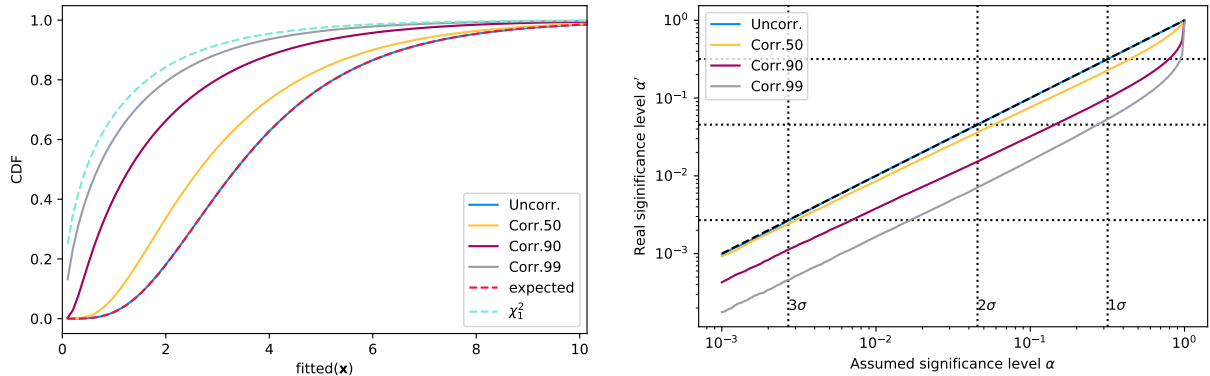 1.0
0.8
0.6
0.4
0.2
0.0
CDF
0
2
4
6
8
10
fitted(x)
Uncorr.
Corr.50
Corr.90
Corr.99
expected
χ²₁
10⁰
10⁻¹
10⁻²
10⁻³
Real siginificance level α′
Uncorr.
Corr.50
Corr.90
Corr.99
3σ
2σ
1σ
10⁻³
10⁻²
10⁻¹
10⁰
Assumed significance level α